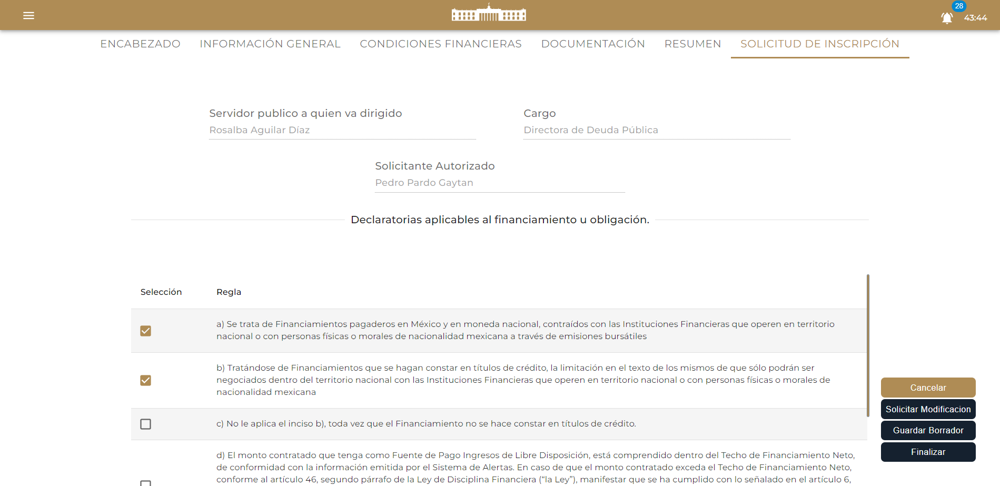 28
43:44
ENCABEZADO INFORMACIÓN GENERAL CONDICIONES FINANCIERAS DOCUMENTACIÓN RESUMEN SOLICITUD DE INSCRIPCIÓN
Servidor publico a quien va dirigido
Rosalba Aguilar Díaz
Cargo
Directora de Deuda Pública
Solicitante Autorizado
Pedro Pardo Gaytan
Declaratorias aplicables al financiamiento u obligación.
Selección Regla
a) Se trata de Financiamientos pagaderos en México y en moneda nacional, contraídos con las Instituciones Financieras que operen en territorio
nacional o con personas físicas o morales de nacionalidad mexicana a través de emisiones bursátiles
b) Tratándose de Financiamientos que se hagan constar en títulos de crédito, la limitación en el texto de los mismos de que sólo podrán ser
negociados dentro del territorio nacional con las Instituciones Financieras que operen en territorio nacional o con personas físicas o morales de
nacionalidad mexicana
c) No le aplica el inciso b), toda vez que el Financiamiento no se hace constar en títulos de crédito.
d) El monto contratado que tenga como Fuente de Pago Ingresos de Libre Disposición, está comprendido dentro del Techo de Financiamiento Neto,
de conformidad con la información emitida por el Sistema de Alertas. En caso de que el monto contratado exceda el Techo de Financiamiento Neto,
conforme al artículo 46, segundo párrafo de la Ley de Disciplina Financiera (“la Ley”), manifestar que se ha cumplido con lo señalado en el artículo 6,
Cancelar
Solicitar Modificacion
Guardar Borrador
Finalizar